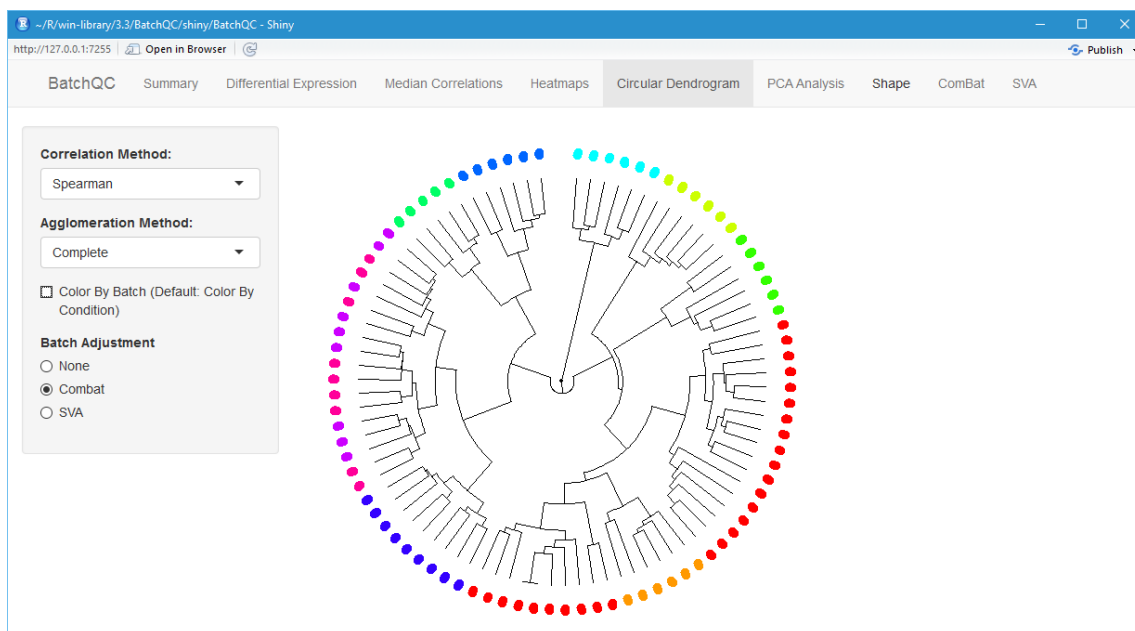 ~/R/win-library/3.3/BatchQC/shiny/BatchQC - Shiny
http://127.0.0.1:7255 Open in Browser Publish
BatchQC Summary Differential Expression Median Correlations Heatmaps Circular Dendrogram PCA Analysis Shape ComBat SVA
Correlation Method:
Spearman
Agglomeration Method:
Complete
Color By Batch (Default: Color By
Condition)
Batch Adjustment
None
Combat
SVA